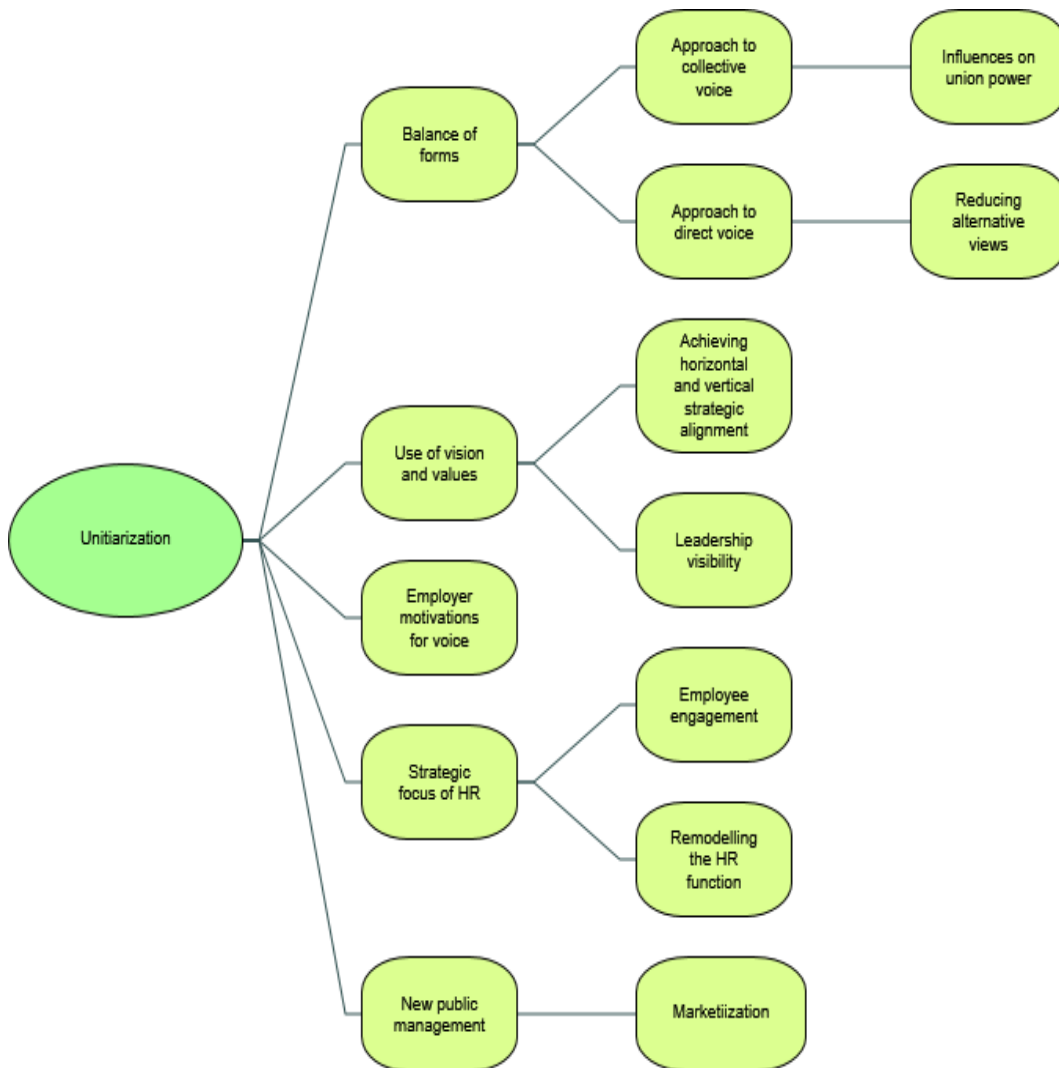 Approach to
collective
voice
Influences on
union power
Balance of
forms
Approach to
direct voice
Reducing
alternative
views
Achieving
horizontal
and vertical
strategic
alignment
Use of vision
and values
Leadership
visibility
Unitiarization
Employer
motivations
for voice
Employee
engagement
Strategic
focus of HR
Remodelling
the HR
function
New public
management
Marketiization